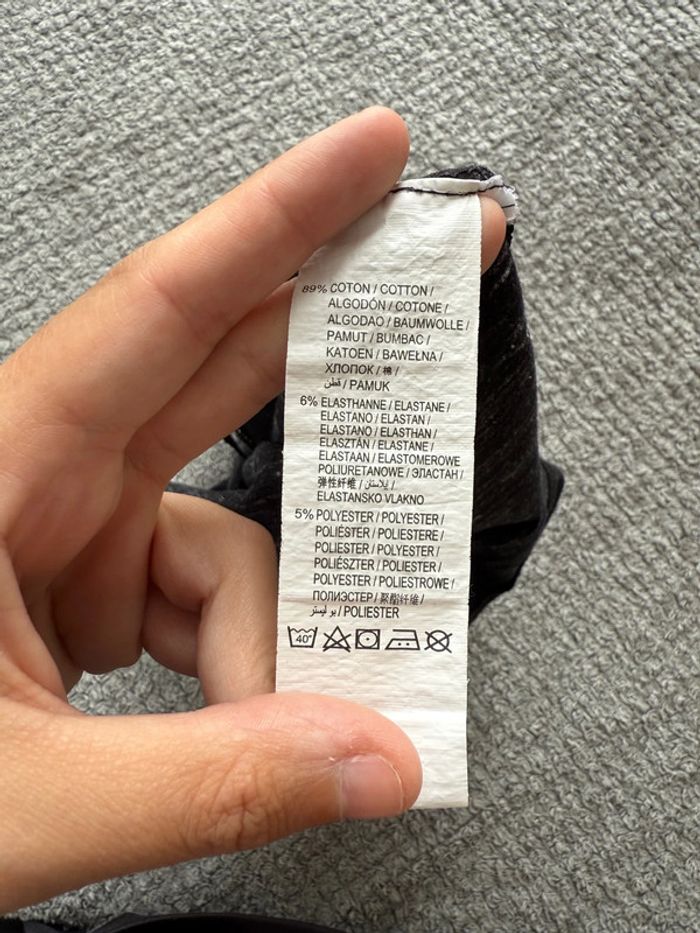 89% COTON / COTTON /
ALGODÓN / COTONE /
ALGODAO / BAUMWOLLE /
PAMUT / BUMBAC /
KATOEN / BAWEŁNA /
ХЛОПОК / 棉 /
قطن / PAMUK
6% ELASTHANNE / ELASTANE /
ELASTANO / ELASTAN /
ELASTANO / ELASTHAN /
ELASZTÁN / ELASTANE /
ELASTAAN / ELASTOMEROWE
POLIURETANOWE / ЭЛАСТАН /
弹性纤维 / إيلاستان /
ELASTANSKO VLAKNO
5% POLYESTER / POLYESTER /
POLIÉSTER / POLIESTERE /
POLIESTER / POLYESTER /
POLIÉSZTER / POLIESTER /
POLYESTER / POLIESTROWE /
ПОЛИЭСТЕР / 聚酯纤维 /
بوليستر / POLIESTER
40°